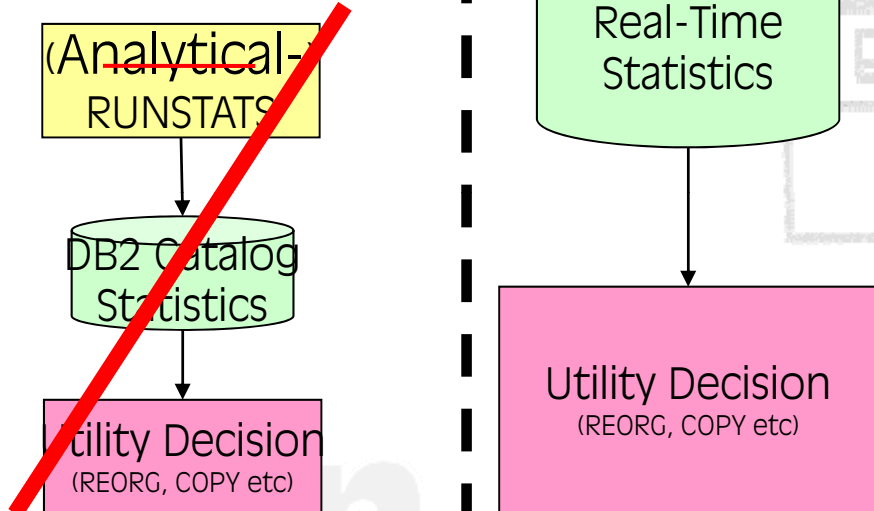 (Analytical-)
RUNSTATS
DB2 Catalog
Statistics
Utility Decision
(REORG, COPY etc)
Real-Time
Statistics
Utility Decision
(REORG, COPY etc)